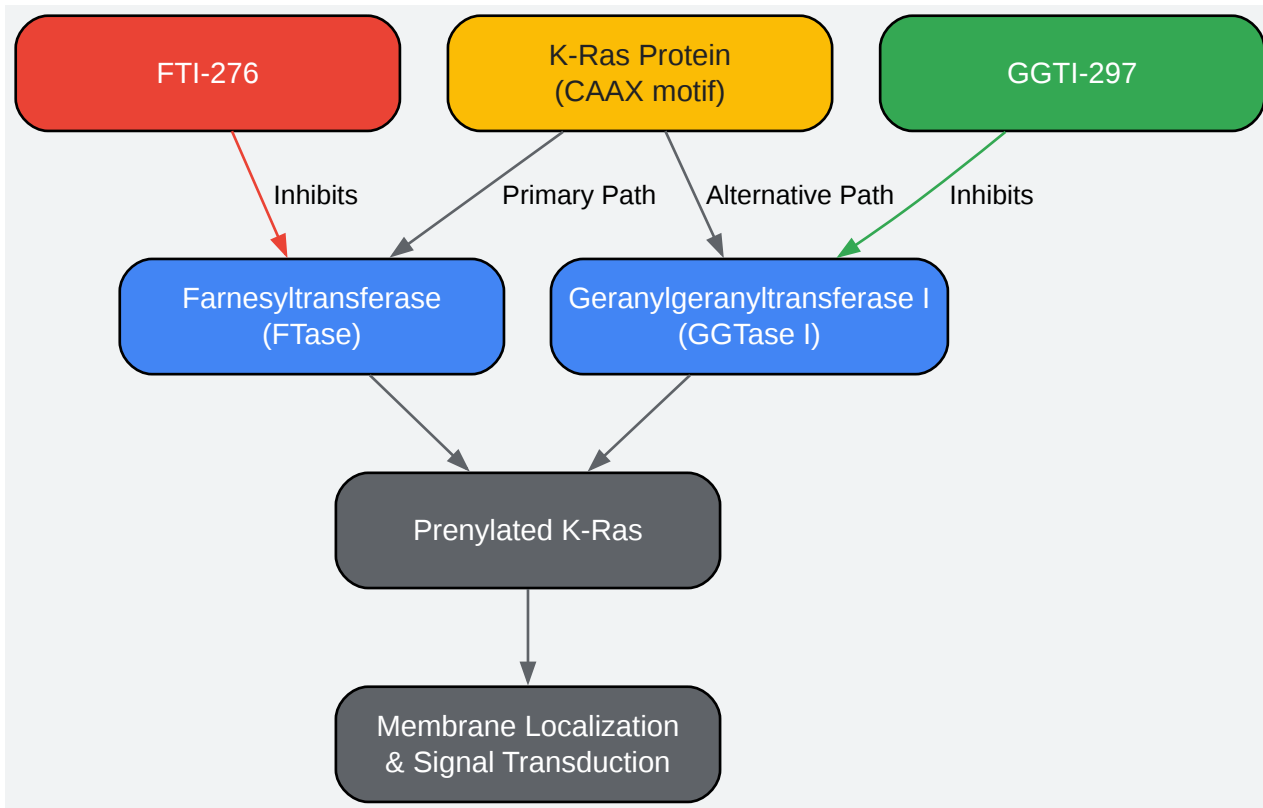 FTI-276
K-Ras Protein
(CAAX motif)
GGTI-297
Inhibits
Primary Path
Alternative Path
Inhibits
Farnesyltransferase
(FTase)
Geranylgeranyltransferase I
(GGTase I)
Prenylated K-Ras
Membrane Localization
& Signal Transduction